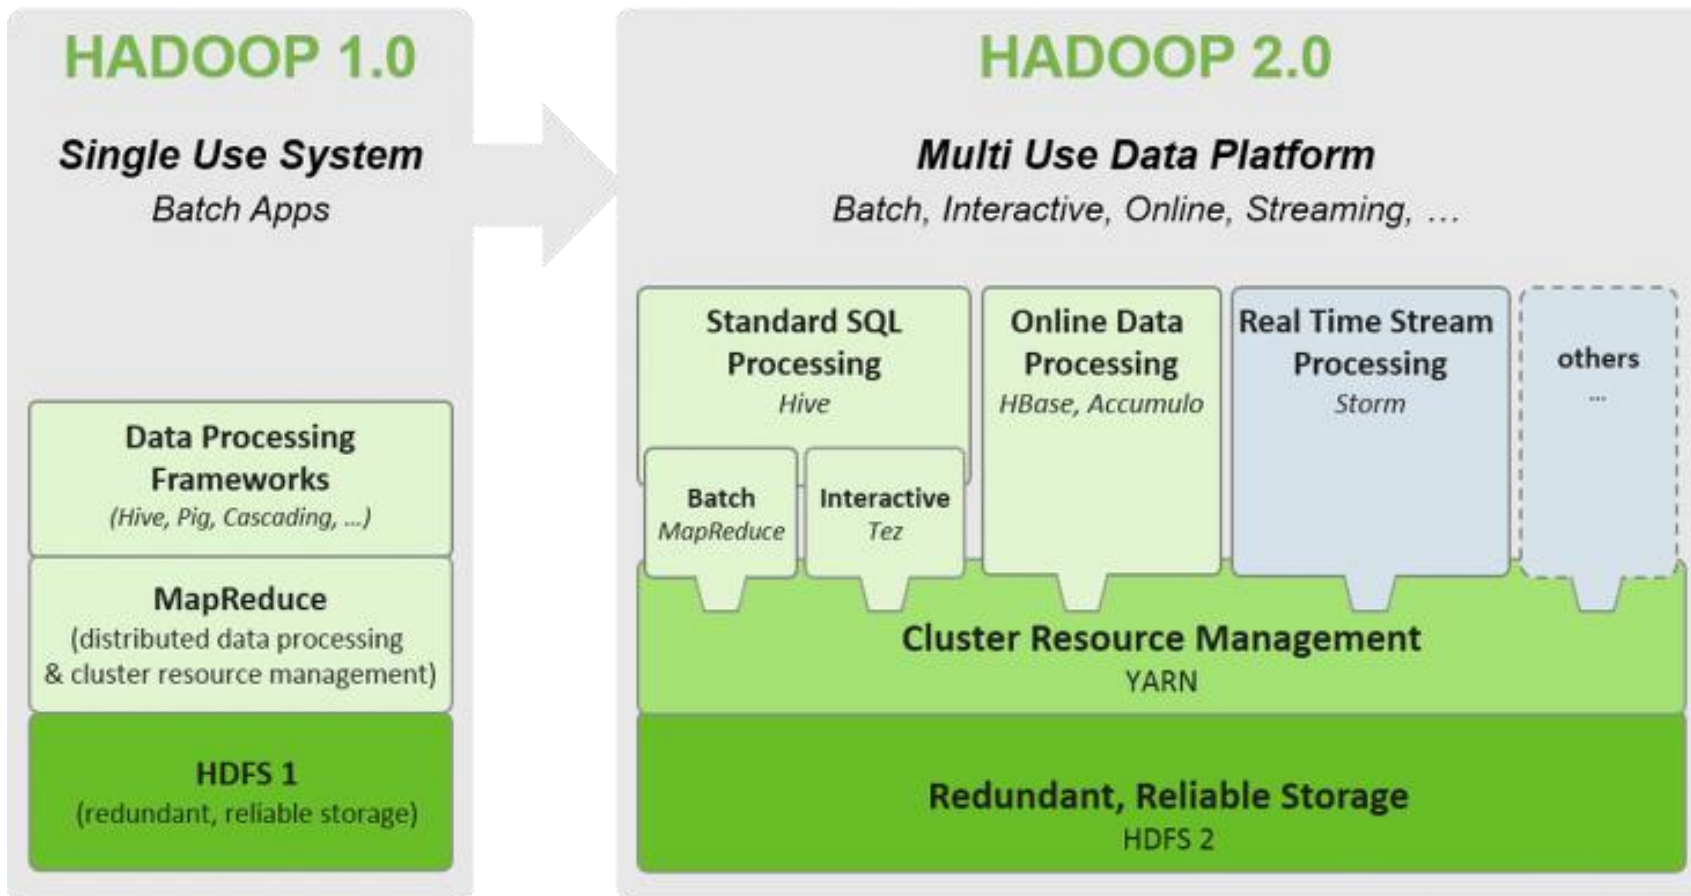 HADOOP 1.0
Single Use System
Batch Apps
Data Processing
Frameworks
(Hive, Pig, Cascading, …)
MapReduce
(distributed data processing
& cluster resource management)
HDFS 1
(redundant, reliable storage)
HADOOP 2.0
Multi Use Data Platform
Batch, Interactive, Online, Streaming, …
Standard SQL
Processing
Hive
Batch
MapReduce
Interactive
Tez
Online Data
Processing
HBase, Accumulo
Real Time Stream
Processing
Storm
others
…
Cluster Resource Management
YARN
Redundant, Reliable Storage
HDFS 2